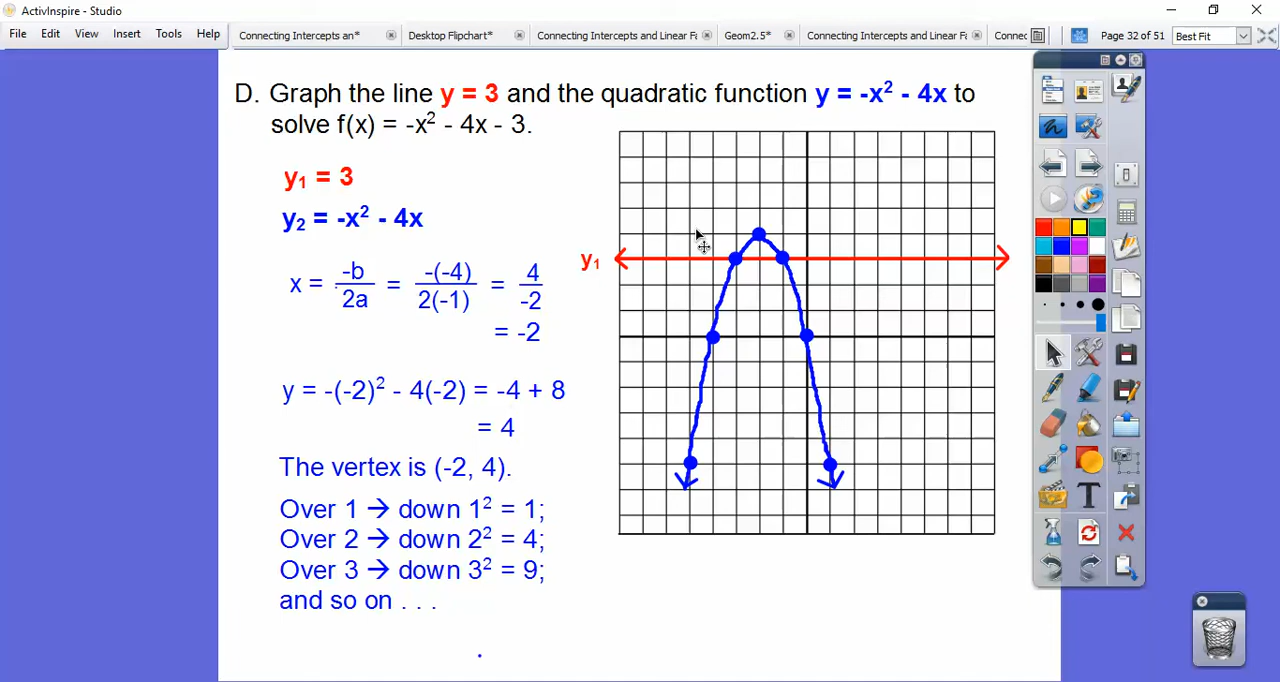 ActivInspire - Studio
File Edit View Insert Tools Help
Connecting Intercepts an* Desktop Flipchart* Connecting Intercepts and Linear Fa Geom2.5* Connecting Intercepts and Linear Fa Connec
Page 32 of 51 Best Fit
D. Graph the line y = 3 and the quadratic function y = -x² - 4x to
solve f(x) = -x² - 4x - 3.
y₁ = 3
y₂ = -x² - 4x
x = -b/2a = -(-4)/2(-1) = 4/-2
= -2
y = -(-2)² - 4(-2) = -4 + 8
= 4
The vertex is (-2, 4).
Over 1 → down 1² = 1;
Over 2 → down 2² = 4;
Over 3 → down 3² = 9;
and so on . . .
y₁